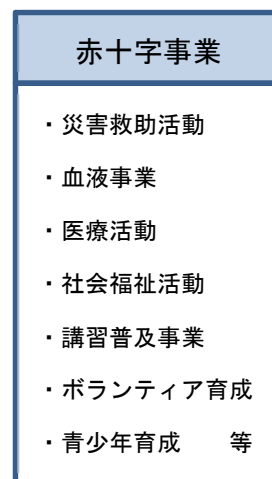 赤十字事業
・災害救助活動
・血液事業
・医療活動
・社会福祉活動
・講習普及事業
・ボランティア育成
・青少年育成　　等